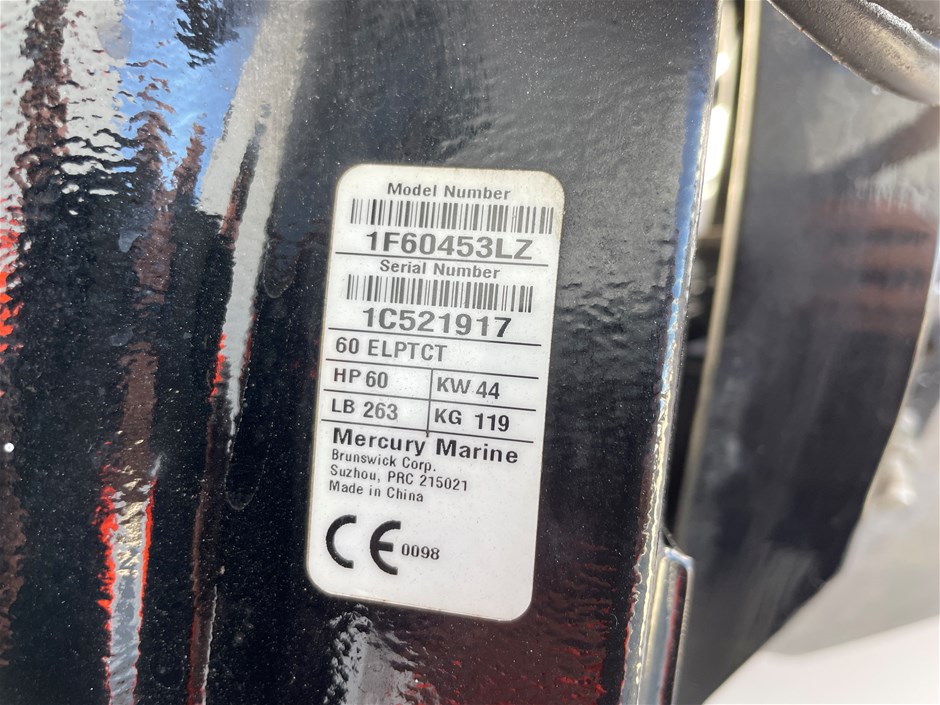 Model Number
1F60453LZ
Serial Number
1C521917
60 ELPTCT
HP 60 KW 44
LB 263 KG 119
Mercury Marine
Brunswick Corp.
Suzhou, PRC 215021
Made in China
CE 0098